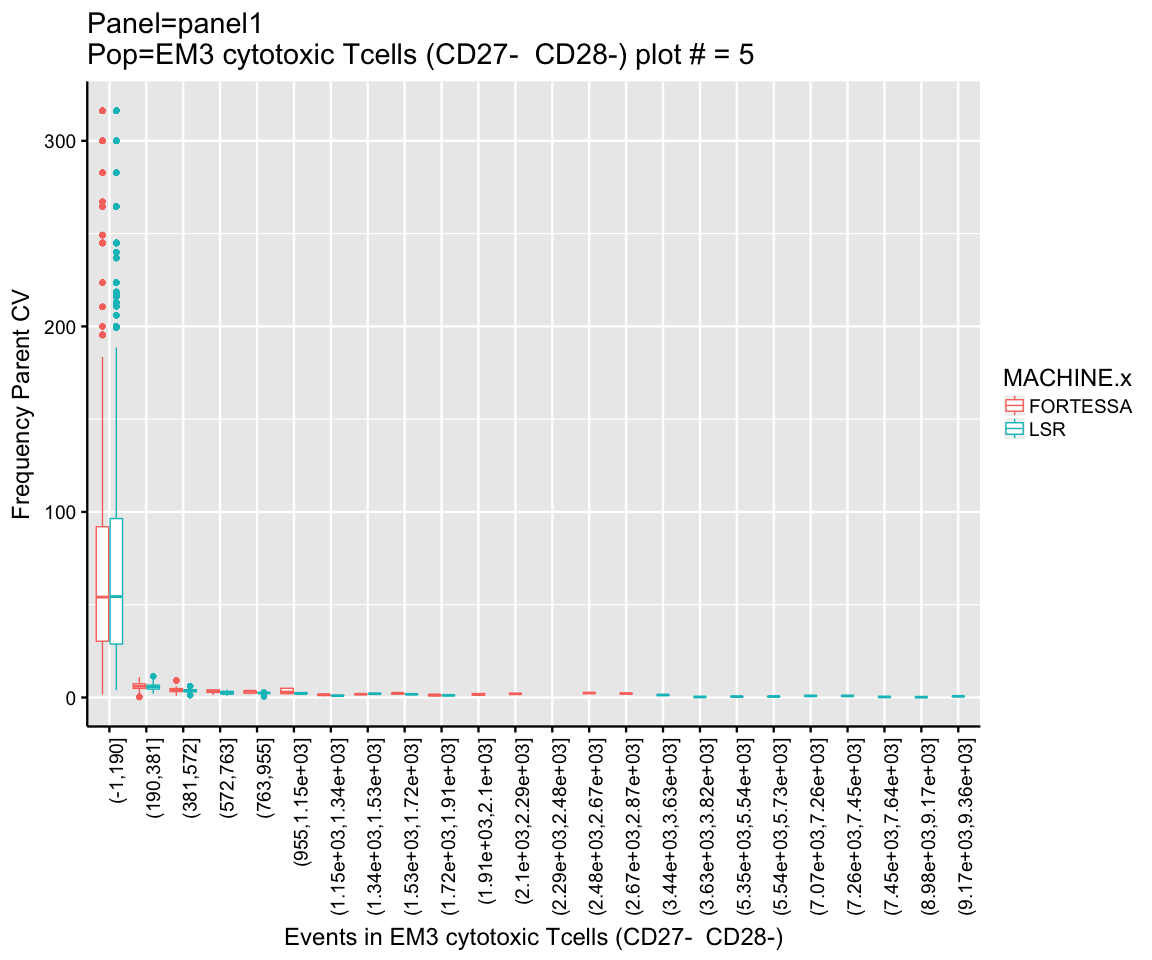 Panel=panel1
Pop=EM3 cytotoxic Tcells (CD27-  CD28-) plot # = 5
Frequency Parent CV
300
200
100
0
(-1,190]
(190,381]
(381,572]
(572,763]
(763,955]
(955,1.15e+03]
(1.15e+03,1.34e+03]
(1.34e+03,1.53e+03]
(1.53e+03,1.72e+03]
(1.72e+03,1.91e+03]
(1.91e+03,2.1e+03]
(2.1e+03,2.29e+03]
(2.29e+03,2.48e+03]
(2.48e+03,2.67e+03]
(2.67e+03,2.87e+03]
(3.44e+03,3.63e+03]
(3.63e+03,3.82e+03]
(5.35e+03,5.54e+03]
(5.54e+03,5.73e+03]
(7.07e+03,7.26e+03]
(7.26e+03,7.45e+03]
(7.45e+03,7.64e+03]
(8.98e+03,9.17e+03]
(9.17e+03,9.36e+03]
Events in EM3 cytotoxic Tcells (CD27-  CD28-)
MACHINE.x
FORTESSA
LSR